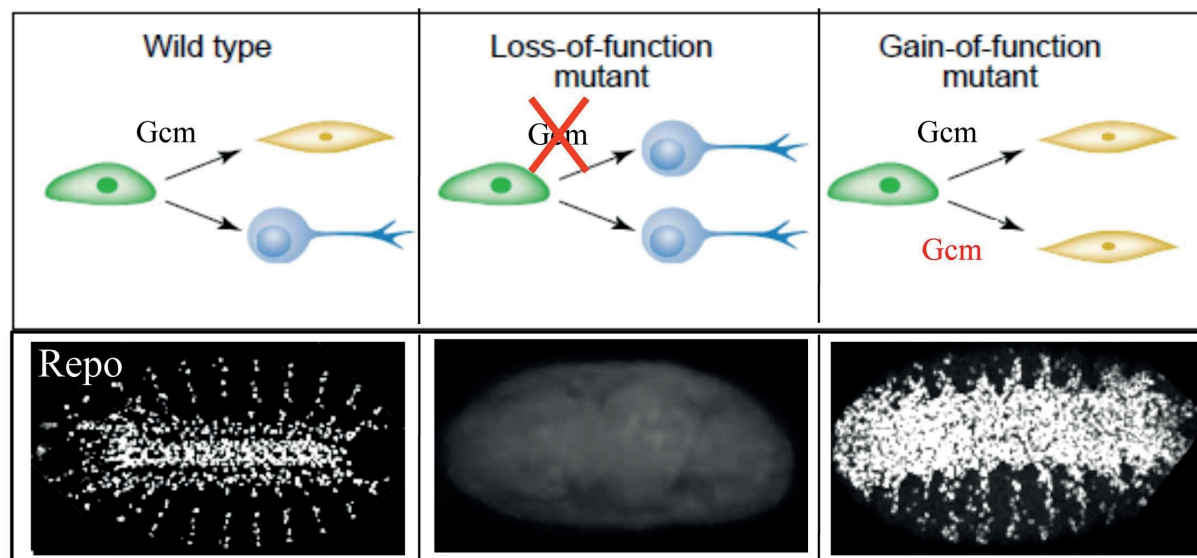 Wild type
Gcm
Loss-of-function
mutant
Gcm
Gain-of-function
mutant
Gcm
Gcm
Repo